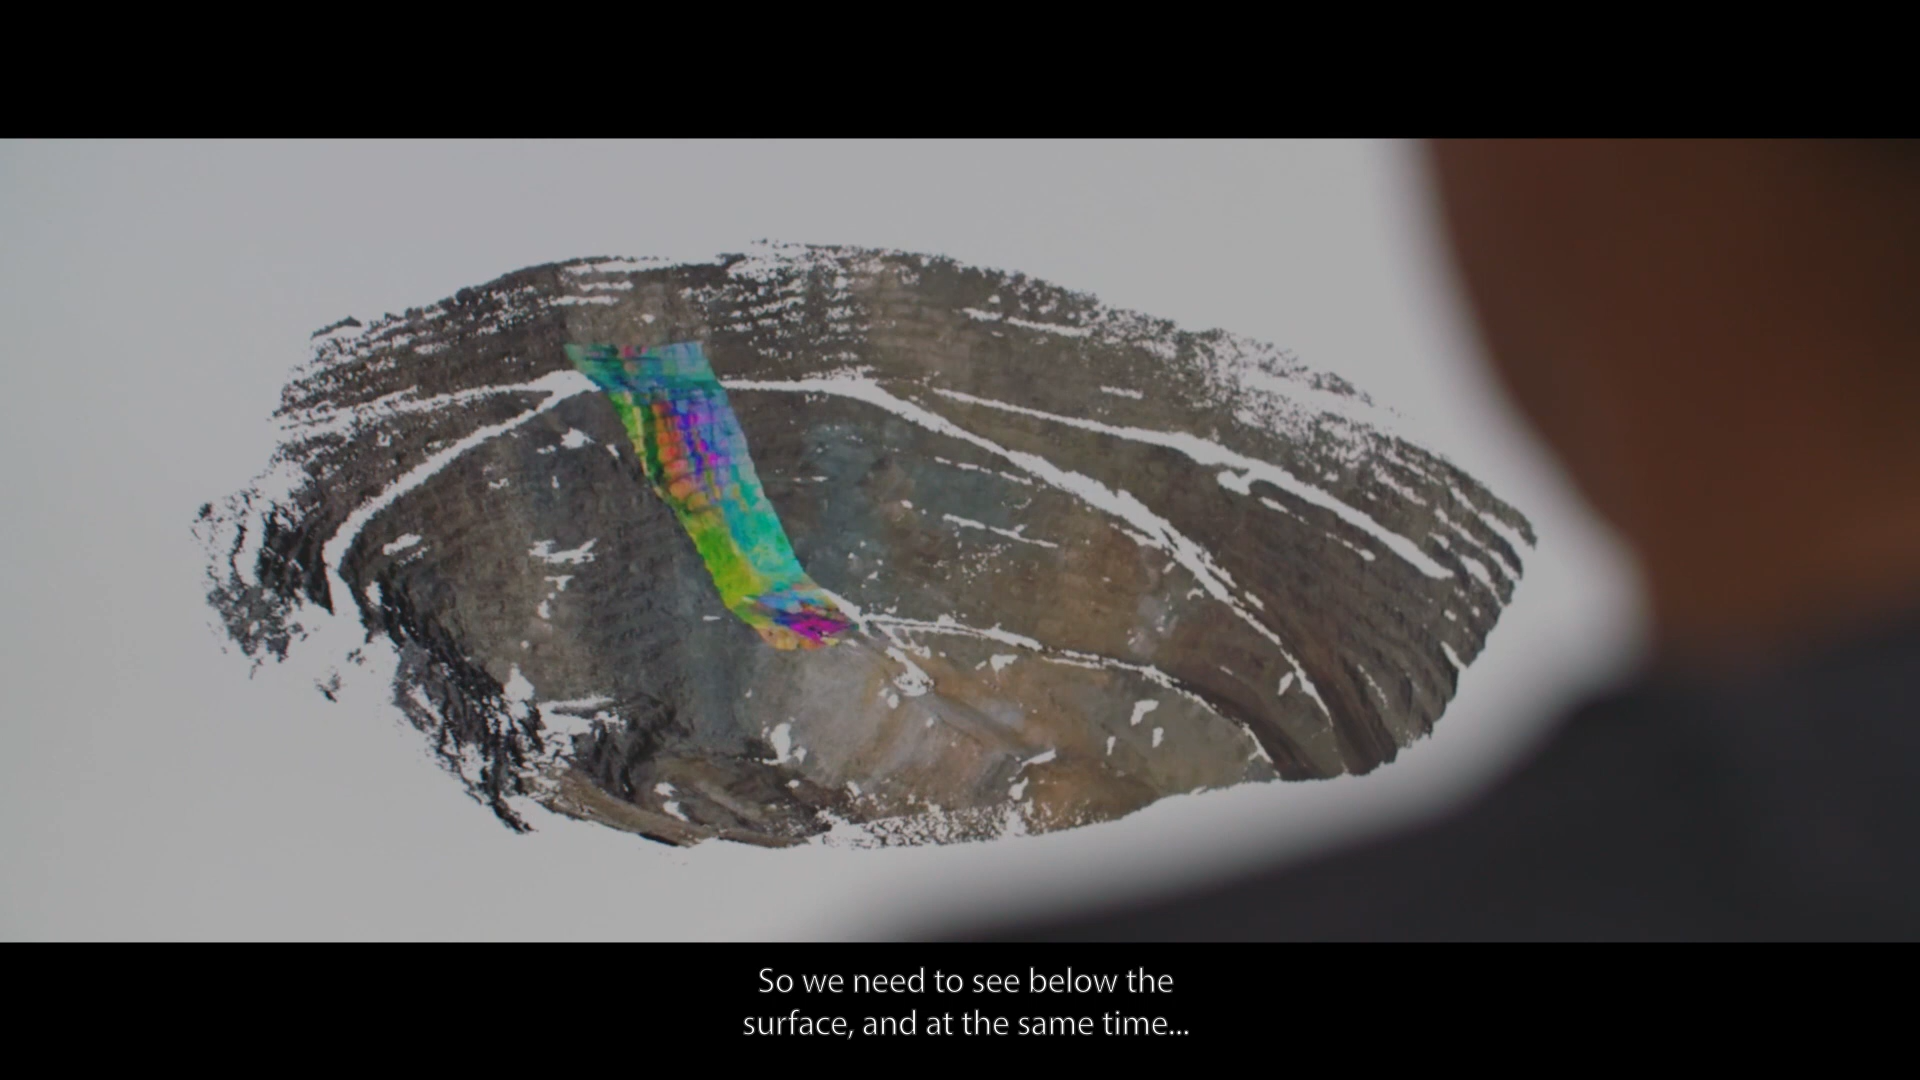 So we need to see below the
surface, and at the same time...